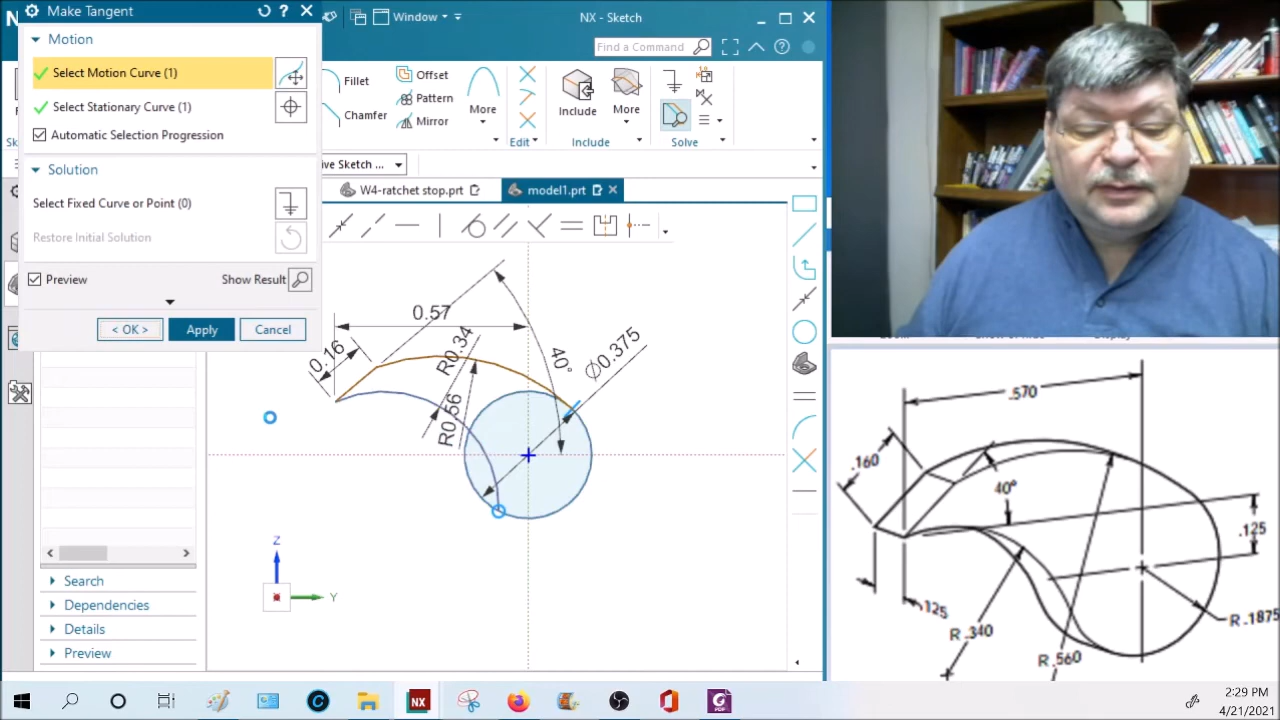 Make Tangent
?
Window
NX - Sketch
Motion
Select Motion Curve (1)
Select Stationary Curve (1)
Automatic Selection Progression
Solution
Select Fixed Curve or Point (0)
Restore Initial Solution
Preview
Show Result
< OK >
Apply
Cancel
Find a Command
Fillet
Chamfer
Offset
Pattern
Mirror
More
Edit
Include
More
Include
Solve
ive Sketch ...
W4-ratchet stop.prt
model1.prt
0.57
0.16
R0.34
R0.56
40°
Ø0.375
Z
Y
Search
Dependencies
Details
Preview
.570
.160
40°
.125
.125
R .340
R .560
R .1875
NX
2:29 PM
4/21/2021